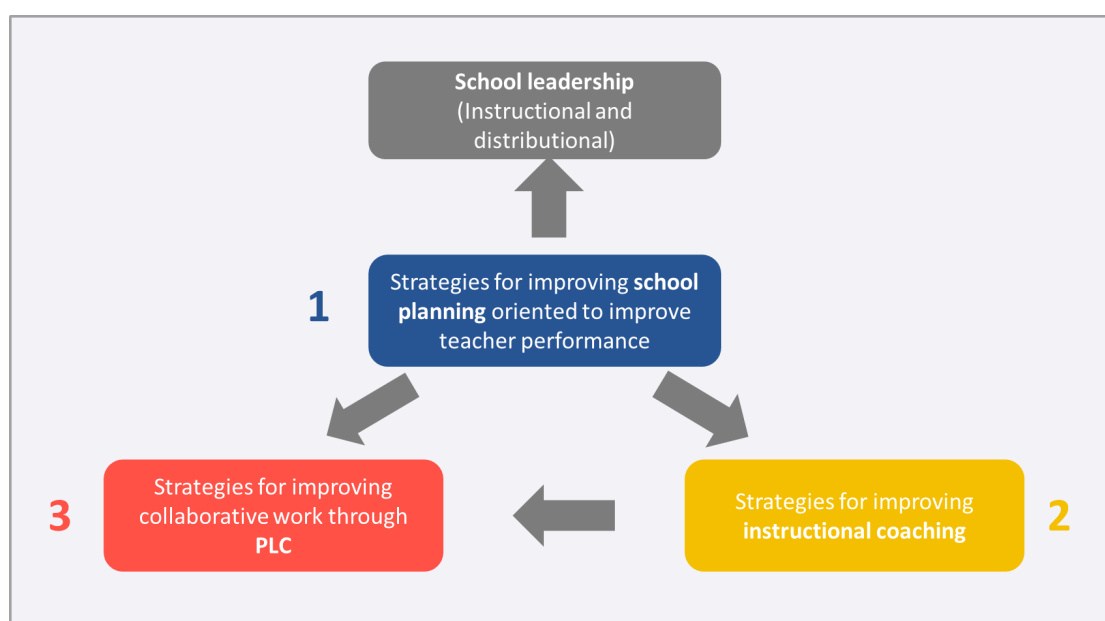 School leadership
(Instructional and
distributional)
1
Strategies for improving school
planning oriented to improve
teacher performance
3
Strategies for improving
collaborative work through
PLC
Strategies for improving
instructional coaching
2